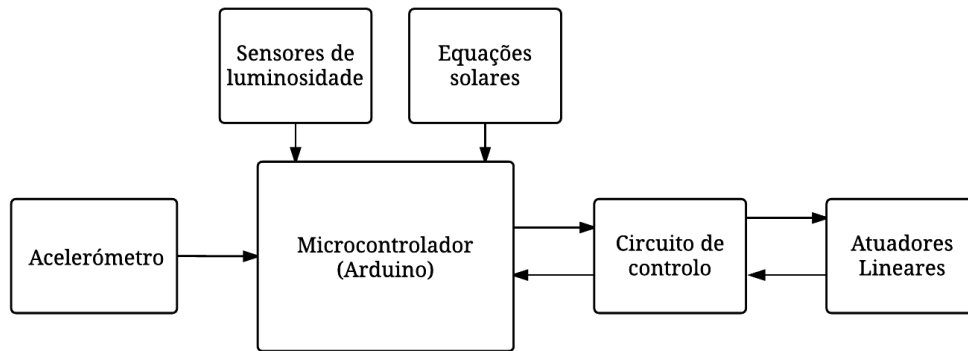 Sensores de
luminosidade
Equações
solares
Acelerómetro
Microcontrolador
(Arduino)
Circuito de
controlo
Atuadores
Lineares